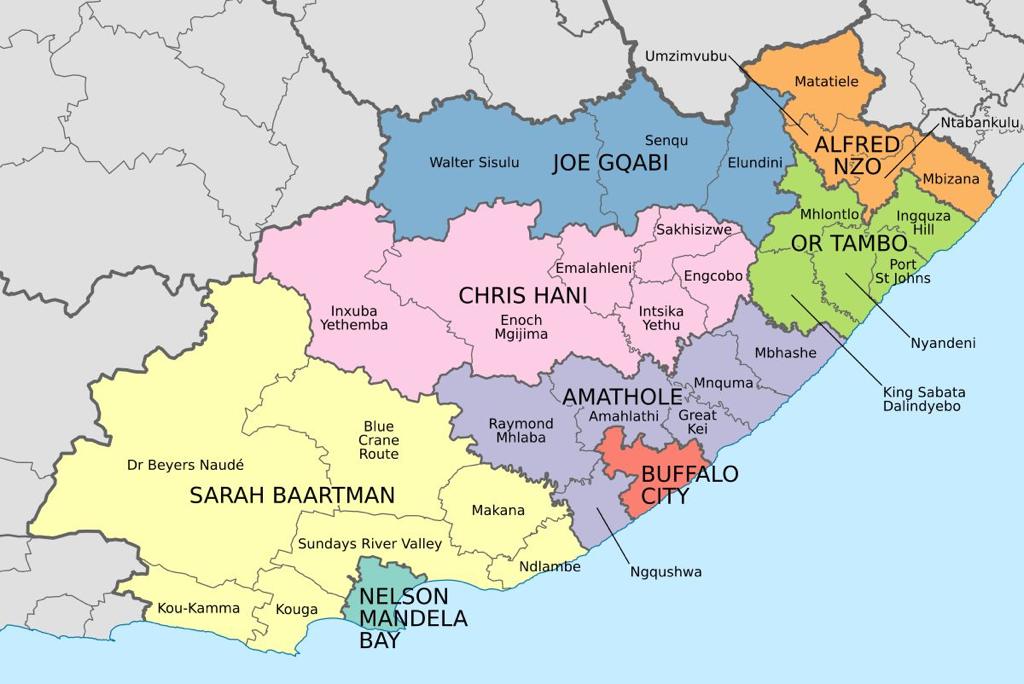 Umzimvubu
Matatiele
Ntabankulu
ALFRED
NZO
Mbizana
Walter Sisulu
JOE GQABI
Senqu
Elundini
Mhlontlo
Ingquza
Hill
OR TAMBO
Port
St Johns
Nyandeni
King Sabata
Dalindyebo
Sakhisizwe
Emalahleni
Engcobo
CHRIS HANI
Inxuba
Yethemba
Enoch
Mgijima
Intsika
Yethu
Mbhashe
Mnquma
AMATHOLE
Amahlathi
Great
Kei
Raymond
Mhlaba
BUFFALO
CITY
Ngqushwa
Blue
Crane
Route
Dr Beyers Naudé
SARAH BAARTMAN
Makana
Sundays River Valley
Ndlambe
Kou-Kamma
Kouga
NELSON
MANDELA
BAY